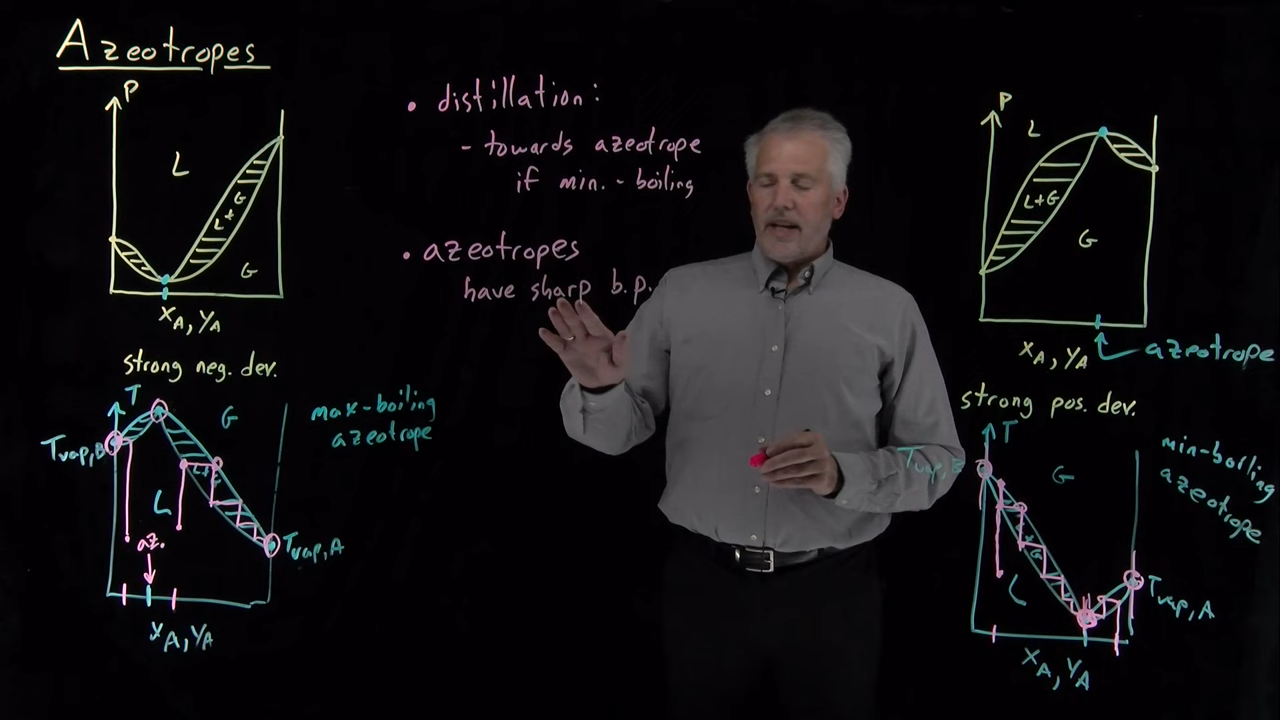 Azeotropes
P
L
L+G
G
xA, yA
strong neg. dev.
T
G
max-boiling
azeotrope
Tvap,B
L
Tvap,A
az.
xA, yA
• distillation:
- towards azeotrope
if min.-boiling
• azeotropes
have sharp b.p.
P
L
L+G
G
xA, yA
azeotrope
strong pos. dev.
T
G
min-boiling
azeotrope
L
Tvap,A
xA, yA